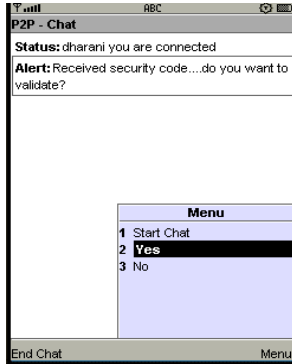 ABC
P2P - Chat
Status: dharani you are connected
Alert: Received security code....do you want to
validate?
Menu
1 Start Chat
2 Yes
3 No
End Chat
Menu